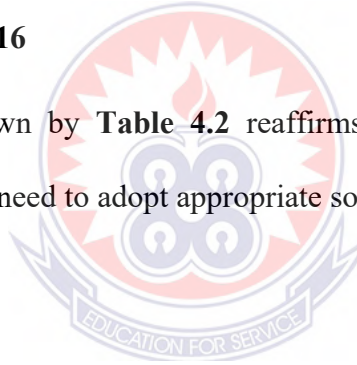 16
wn by Table 4.2 reaffirms
need to adopt appropriate so
EDUCATION FOR SERVICE